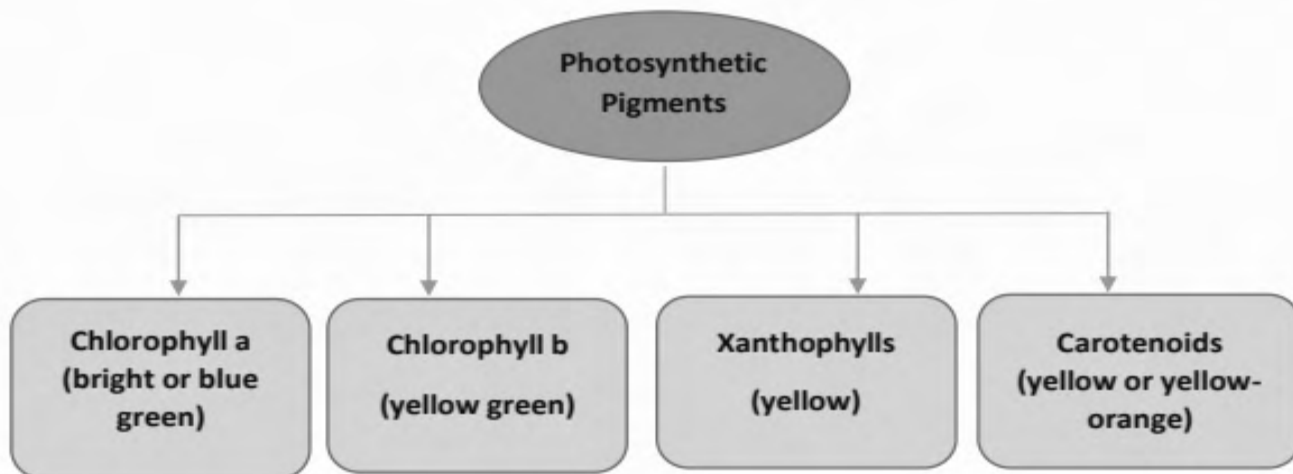 Photosynthetic
Pigments
Chlorophyll a
(bright or blue
green)
Chlorophyll b
(yellow green)
Xanthophylls
(yellow)
Carotenoids
(yellow or yellow-
orange)